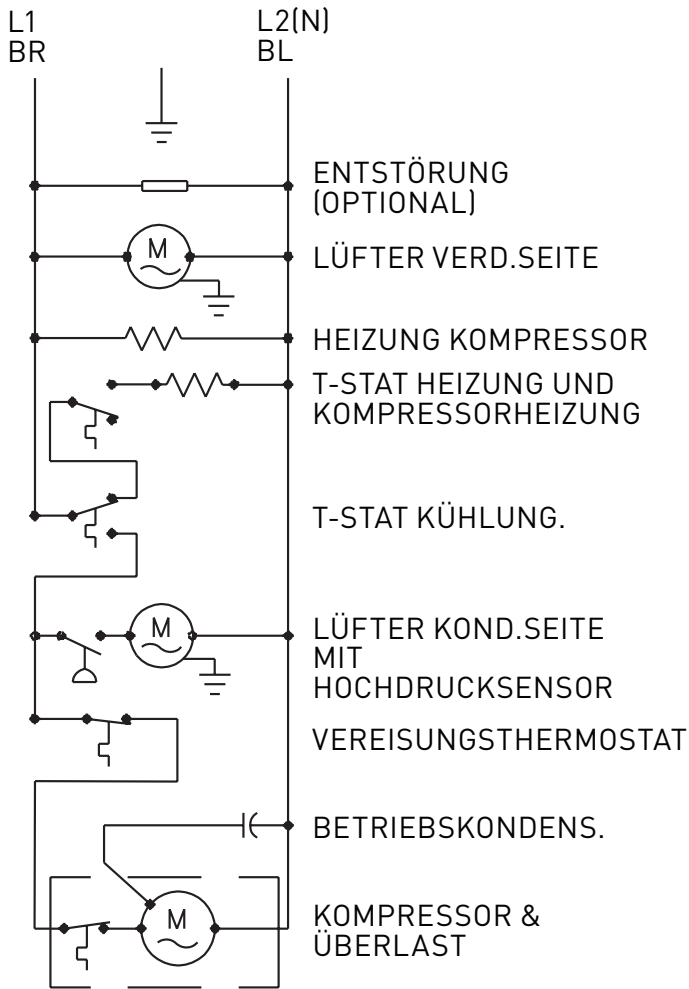 L1
BR
L2(N)
BL
ENTSTÖRUNG
(OPTIONAL)
M
LÜFTER VERD.SEITE
HEIZUNG KOMPRESSOR
T-STAT HEIZUNG UND
KOMPRESSORHEIZUNG
T-STAT KÜHLUNG.
M
LÜFTER KOND.SEITE
MIT
HOCHDRUCKSENSOR
VEREISUNGSTHERMOSTAT
BETRIEBSKONDENS.
M
KOMPRESSOR &
ÜBERLAST